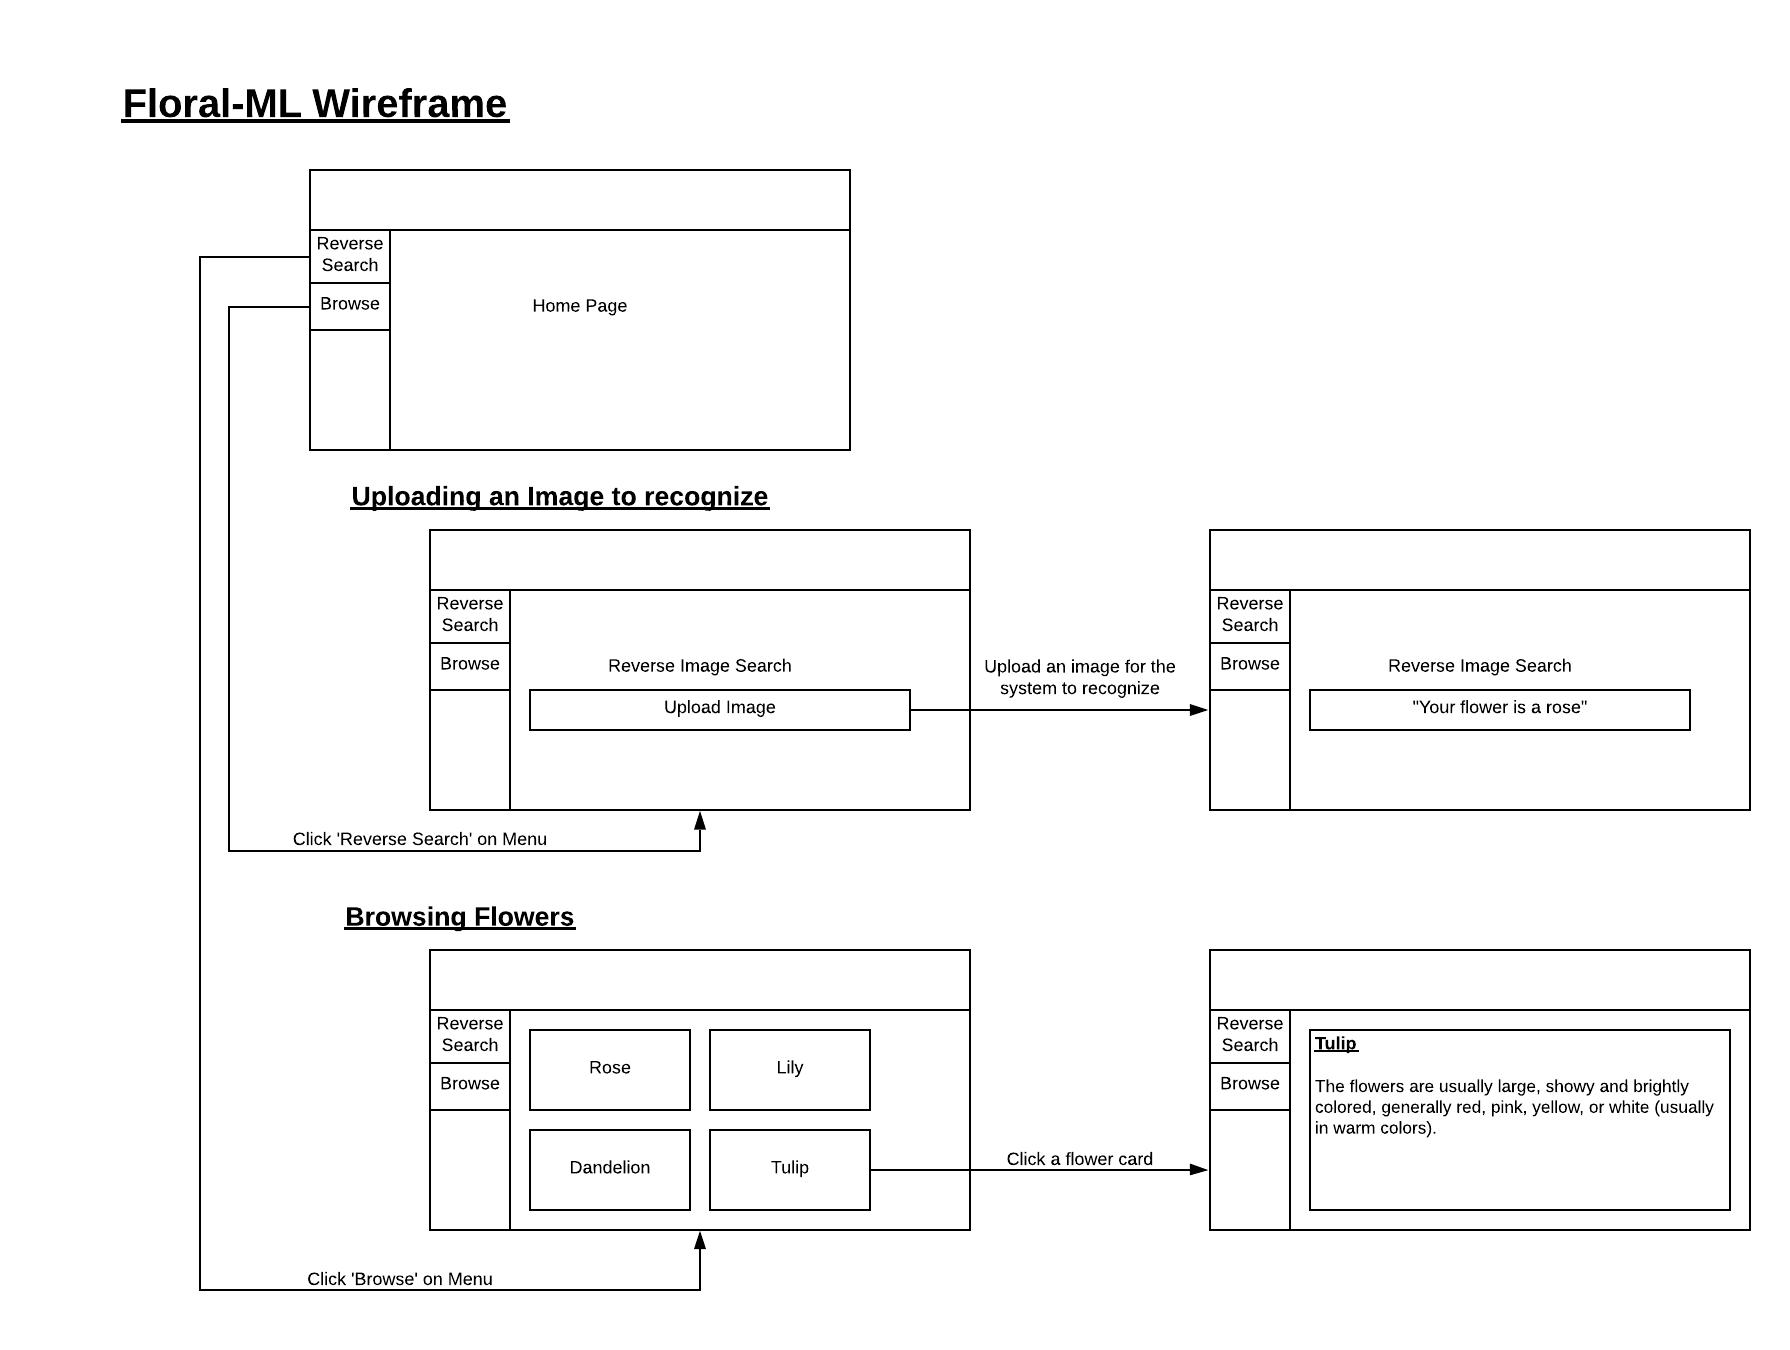 Floral-ML Wireframe
Reverse
Search
Browse
Home Page
Uploading an Image to recognize
Reverse
Search
Browse
Reverse Image Search
Upload Image
Upload an image for the
system to recognize
Reverse
Search
Browse
Reverse Image Search
"Your flower is a rose"
Click 'Reverse Search' on Menu
Browsing Flowers
Reverse
Search
Browse
Rose
Lily
Dandelion
Tulip
Click a flower card
Reverse
Search
Browse
Tulip
The flowers are usually large, showy and brightly
colored, generally red, pink, yellow, or white (usually
in warm colors).
Click 'Browse' on Menu